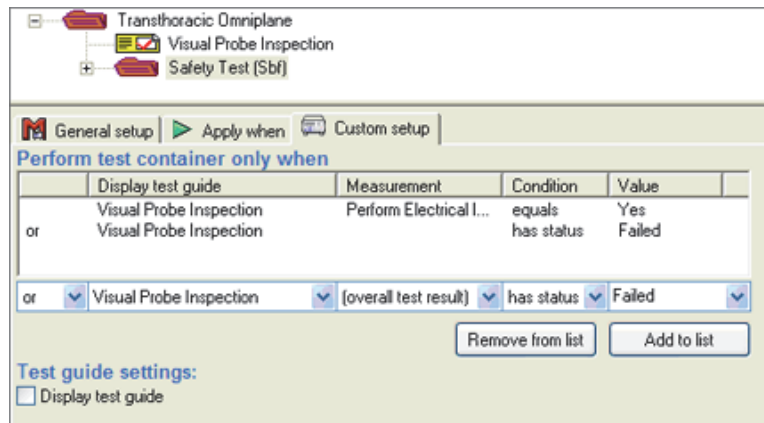 Transthoracic Omniplane
Visual Probe Inspection
Safety Test (Sbf)
General setup Apply when Custom setup
Perform test container only when
Display test guide Measurement Condition Value
Visual Probe Inspection Perform Electrical I... equals Yes
or Visual Probe Inspection has status Failed
or Visual Probe Inspection (overall test result) has status Failed
Remove from list Add to list
Test guide settings:
Display test guide